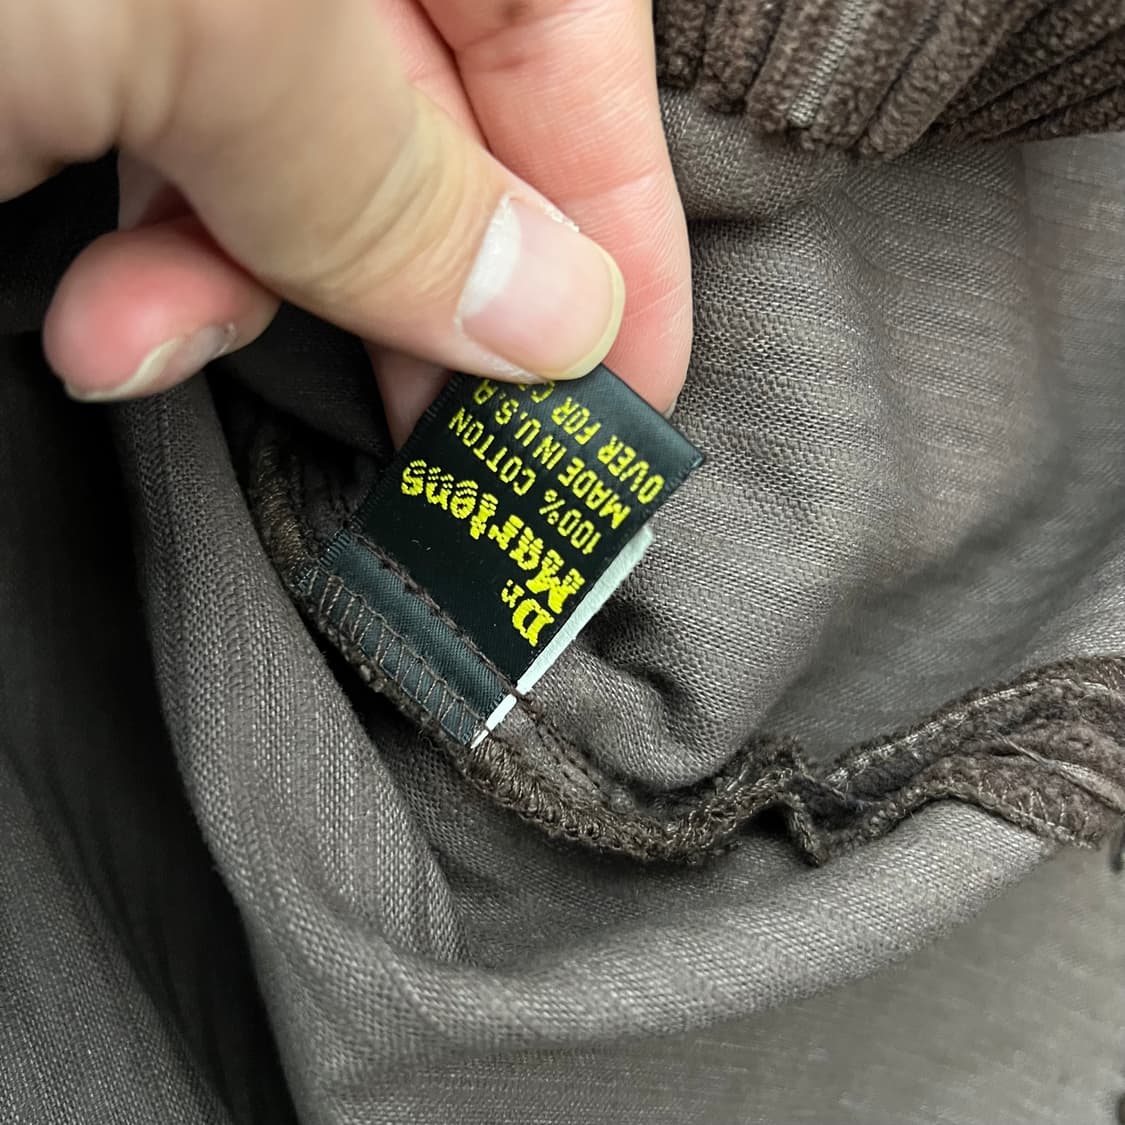 Dr.
Martens
100% COTTON
MADE IN U.S.A
OVER FOR C